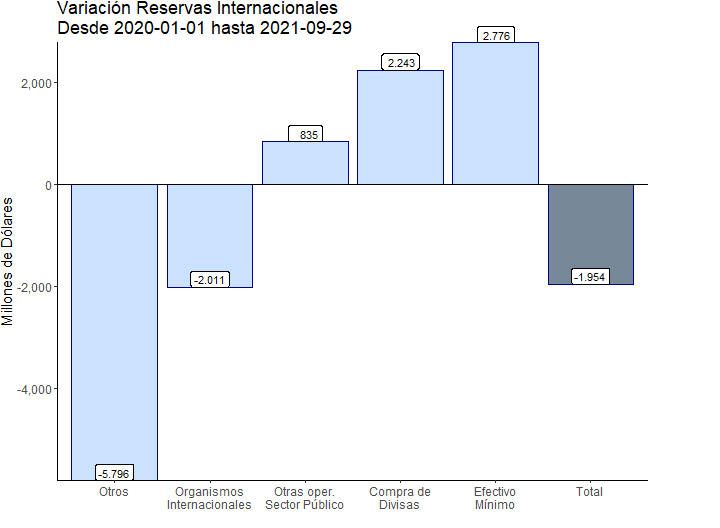 Variación Reservas Internacionales
Desde 2020-01-01 hasta 2021-09-29
Millones de Dólares
2,000
0
-2,000
-4,000
-5.796
-2.011
835
2.243
2.776
-1.954
Otros
Organismos
Internacionales
Otras oper.
Sector Público
Compra de
Divisas
Efectivo
Mínimo
Total